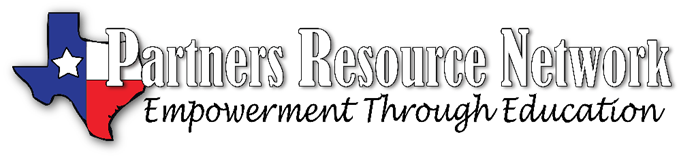 Partners Resource Network
Empowerment Through Education